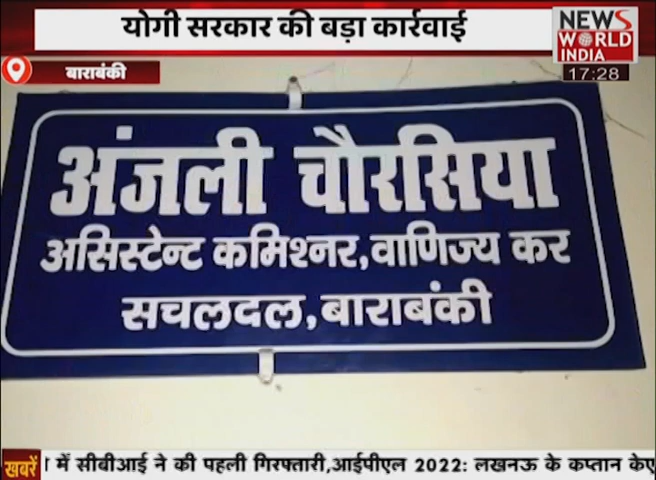 योगी सरकार की बड़ा कार्रवाई
NEWS
WORLD
INDIA
17:28
बाराबंकी
अंजली चौरसिया
असिस्टेन्ट कमिश्नर,वाणिज्य कर
सचलदल,बाराबंकी
खबरें
में सीबीआई ने की पहली गिरफ्तारी,आईपीएल 2022: लखनऊ के कप्तान केए